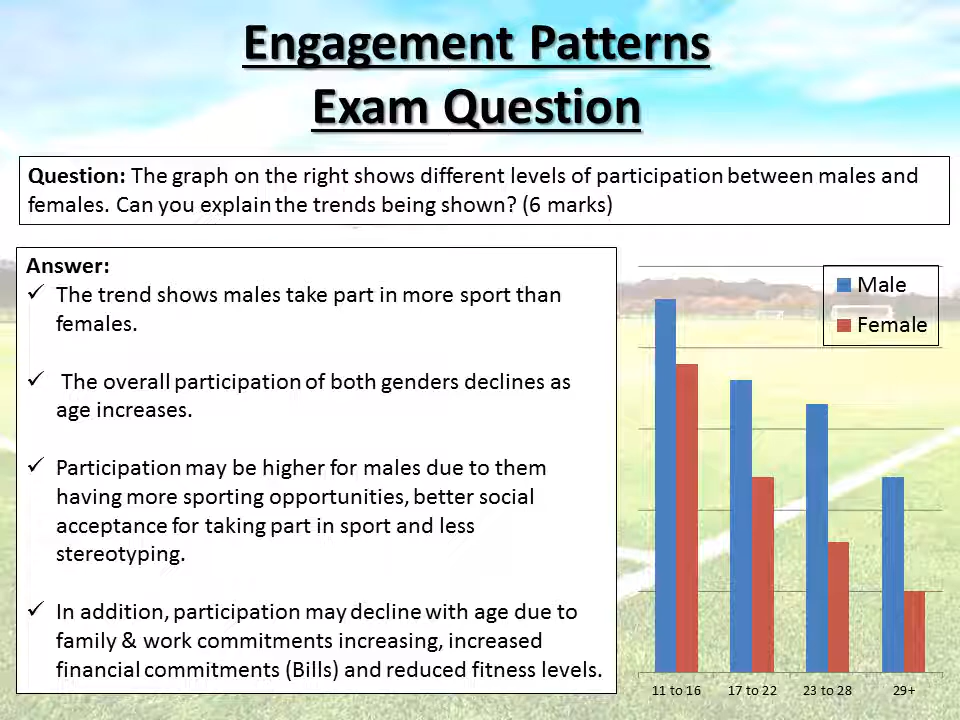 Engagement Patterns
Exam Question
Question: The graph on the right shows different levels of participation between males and
females. Can you explain the trends being shown? (6 marks)
Answer:
✓ The trend shows males take part in more sport than
females.
✓ The overall participation of both genders declines as
age increases.
✓ Participation may be higher for males due to them
having more sporting opportunities, better social
acceptance for taking part in sport and less
stereotyping.
✓ In addition, participation may decline with age due to
family & work commitments increasing, increased
financial commitments (Bills) and reduced fitness levels.
Male
Female
11 to 16 17 to 22 23 to 28 29+